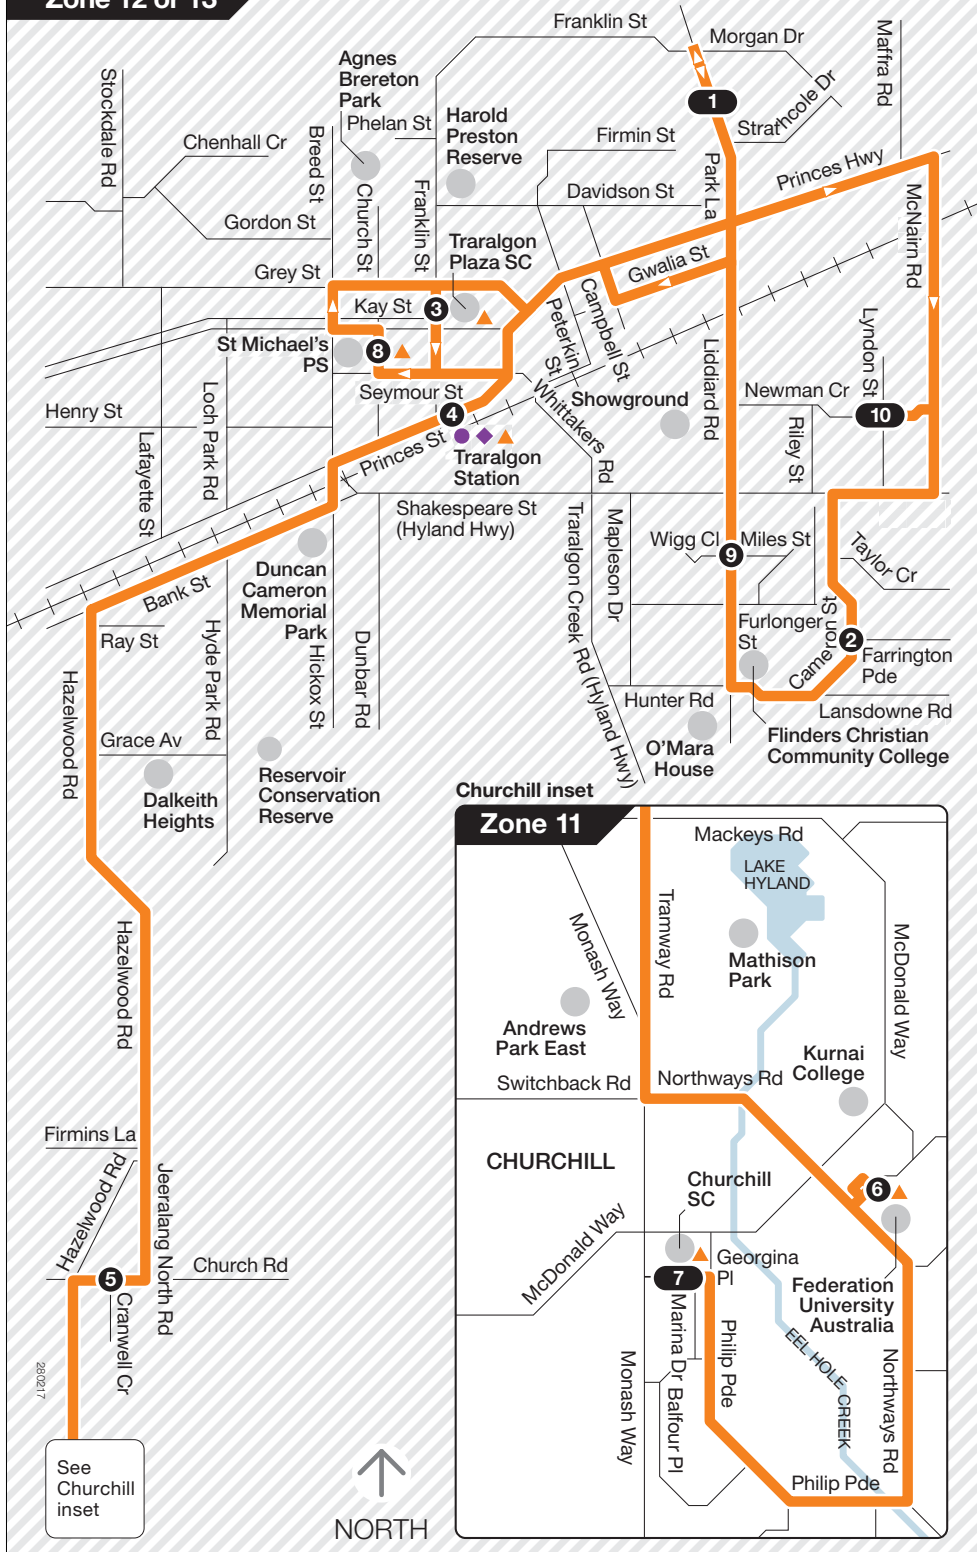 Zone 12 or 13
Franklin St
Morgan Dr
Maffra Rd
Stockdale Rd
Agnes
Brereton
Park
Phelan St
Harold
Preston
Reserve
1
Strathcole Dr
Chenhall Cr
Breed St
Firmin St
Park La
Princes Hwy
Gordon St
Church St
Franklin St
Davidson St
McNairn Rd
Traralgon
Plaza SC
Gwalia St
Grey St
Kay St
3
Peterkin
St
Campbell St
St Michael's
PS
8
Liddiard Rd
Lyndon St
Seymour St
Whittakers
Rd
Showground
Newman Cr
10
Henry St
Loch Park Rd
4
Lafayette St
Princes St
Traralgon
Station
Riley St
Shakespeare St
(Hyland Hwy)
Traralgon Creek Rd (Hyland Hwy)
Mapleson Dr
Wigg Cl
Miles St
9
Taylor Cr
Bank St
Duncan
Cameron
Memorial
Park
Hickox St
Dunbar Rd
Furlonger
St
Cameron St
2
Farrington
Pde
Ray St
Hyde Park Rd
Hazelwood Rd
Hunter Rd
Lansdowne Rd
Grace Av
O'Mara
House
Flinders Christian
Community College
Dalkeith
Heights
Reservoir
Conservation
Reserve
Hazelwood Rd
Firmins La
Hazelwood Rd
Jeeralang North Rd
5
Church Rd
Cranwell Cr
280217
See
Churchill
inset
NORTH
Churchill inset
Zone 11
Mackeys Rd
LAKE
HYLAND
Tramway Rd
Monash Way
McDonald Way
Mathison
Park
Andrews
Park East
Kurnai
College
Switchback Rd
Northways Rd
CHURCHILL
Churchill
SC
6
McDonald Way
Georgina
Pl
7
Federation
University
Australia
Marina Dr
Philip Pde
EEL HOLE CREEK
Northways Rd
Monash Way
Balfour Pl
Philip Pde